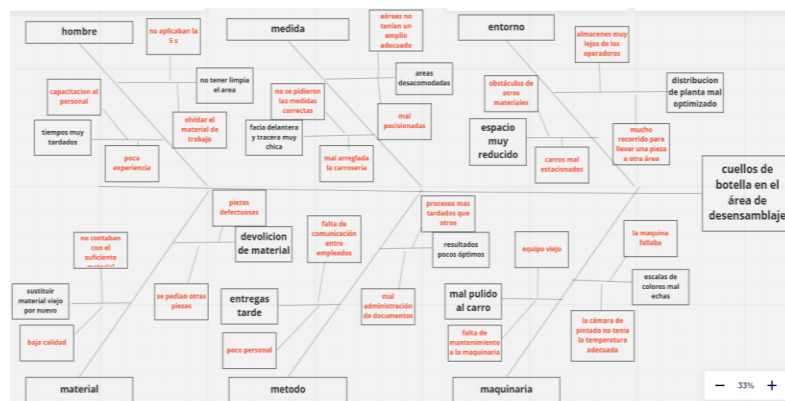 hombre
no aplicaban la
5 s
no tener limpia
el area
capacitacion al
personal
tiempos muy
tardados
olvidar el
material de
trabajo
poca
experiencia
medida
aéreas no
tenían un
amplio
adecuado
areas
desacomodadas
no se pidieron
las medidas
correctas
facia delantera
y tracera muy
chica
mal
pocisionadas
mal arreglada
la carrosería
entorno
almacenes muy
lejos de los
operadores
distribucion
de planta mal
optimizado
obstáculos de
otros
materiales
espacio
muy
reducido
carros mal
estacionados
mucho
recorrido para
llevar una pieza
a otra área
cuellos de
botella en el
área de
desensamblaje
piezas
defectuosas
devolicion
de material
no contaban
con el
suficiente
material
sustituir
material viejo
por nuevo
baja calidad
se pedían otras
piezas
material
procesos mas
tardados que
otros
falta de
comunicación
entre
empleados
resultados
pocos óptimos
entregas
tarde
mal
administración
de documentos
poco personal
metodo
la maquina
fallaba
equipo viejo
escalas de
colores mal
echas
mal pulido
al carro
falta de
mantenimiento
a la maquinaria
la cámara de
pintado no tenia
la temperatura
adecuada
maquinaria
− 33% +